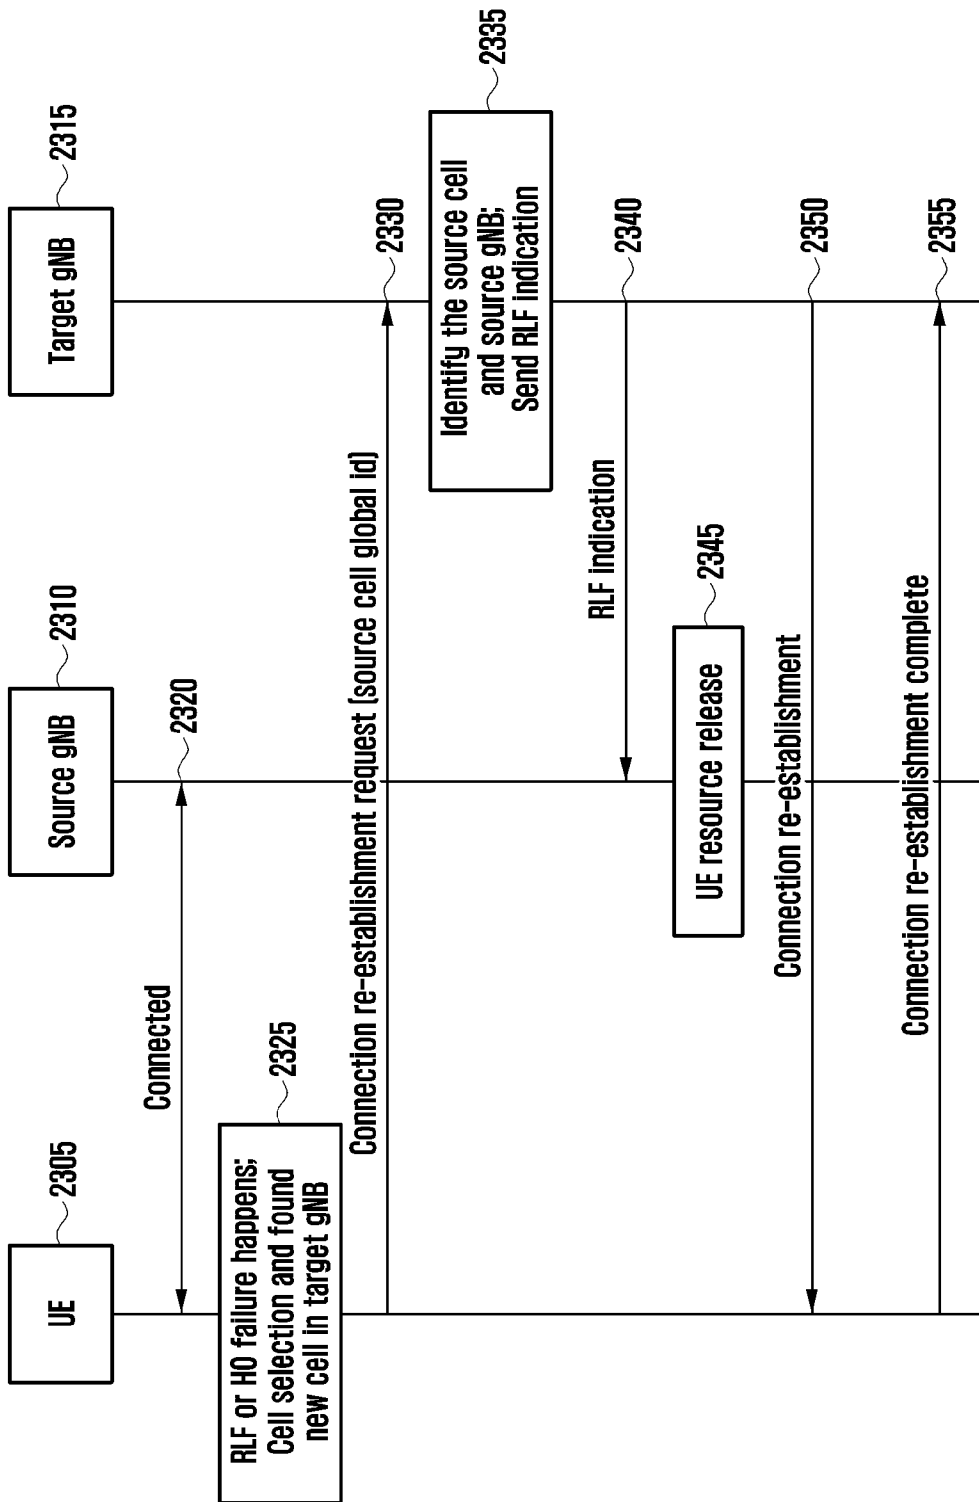 UE
2305
Source gNB
2310
Target gNB
2315
Connected
2320
RLF or HO failure happens;
Cell selection and found
new cell in target gNB
2325
Connection re-establishment request (source cell global id)
2330
Identify the source cell
and source gNB;
Send RLF indication
2335
RLF indication
2340
UE resource release
2345
Connection re-establishment
2350
Connection re-establishment complete
2355